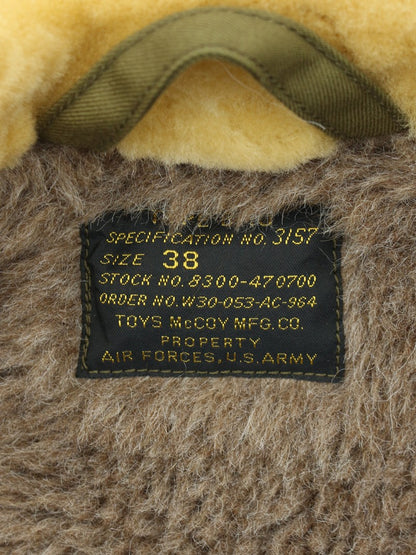 SPECIFICATION NO. 3157
SIZE 38
STOCK NO. 8300-470700
ORDER NO. W30-053-AC-964
TOYS McCOY MFG. CO.
PROPERTY
AIR FORCES, U.S. ARMY